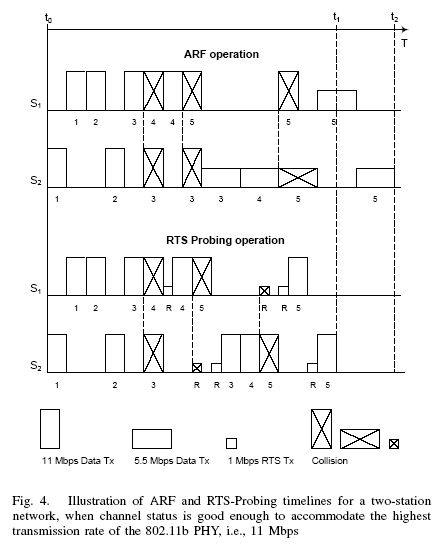 t0 t1 t2
T
ARF operation
S1
1 2 3 4 4 5 5 5
S2
1 2 3 3 3 4 5 5
RTS Probing operation
S1
1 2 3 4 R 4 5 R R 5
S2
1 2 3 R R 3 4 5 R 5
11 Mbps Data Tx 5.5 Mbps Data Tx 1 Mbps RTS Tx Collision
Fig. 4. Illustration of ARF and RTS-Probing timelines for a two-station
network, when channel status is good enough to accommodate the highest
transmission rate of the 802.11b PHY, i.e., 11 Mbps